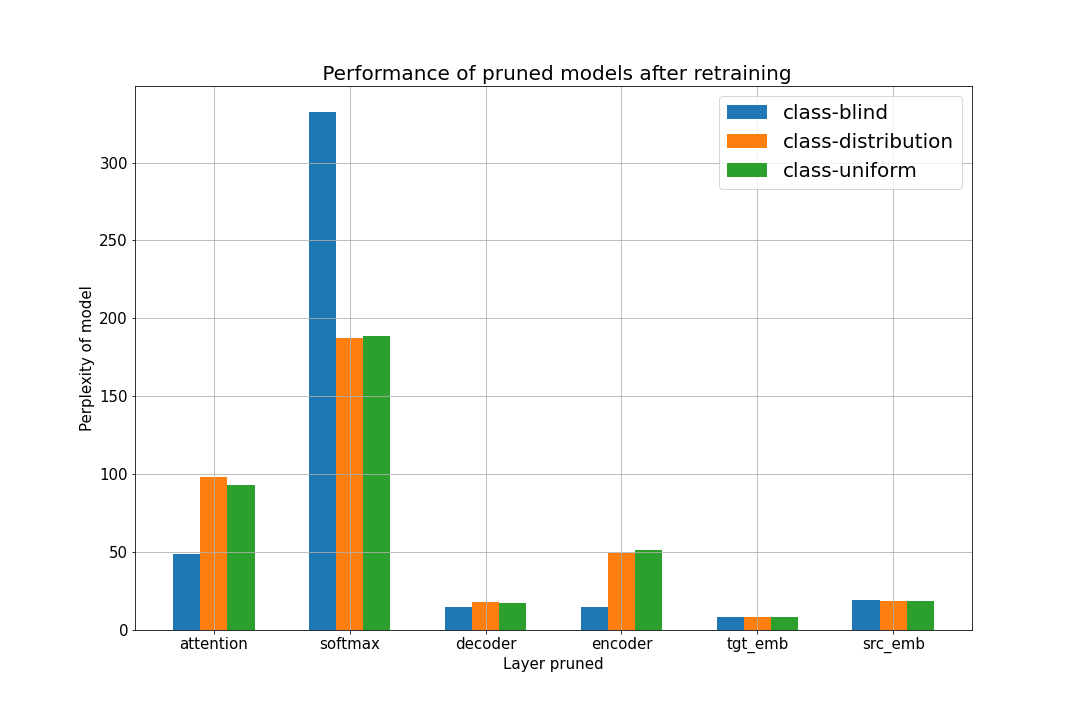 Performance of pruned models after retraining
class-blind
class-distribution
class-uniform
Perplexity of model
300
250
200
150
100
50
0
attention softmax decoder encoder tgt_emb src_emb
Layer pruned